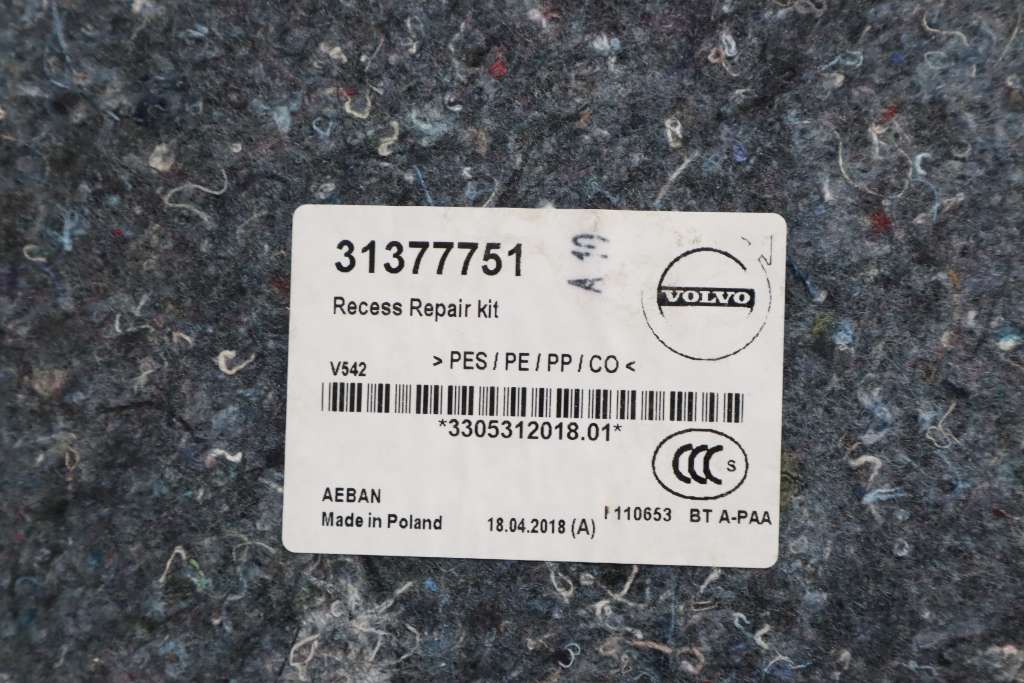 31377751
A 10
VOLVO
Recess Repair kit
V542
> PES / PE / PP / CO <
*3305312018.01*
CCC S
AEBAN
Made in Poland
18.04.2018 (A)
110653 BT A-PAA